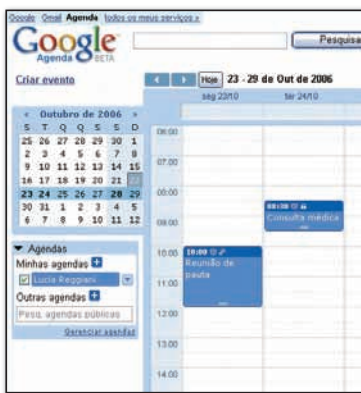 Google Gmail Agenda todos os meus serviços »
Google
Agenda BETA
Pesquisa
Criar evento
Hoje 23 - 29 de Out de 2006
seg 23/10 ter 24/10
« Outubro de 2006 »
S T Q Q S S D
25 26 27 28 29 30 1
2 3 4 5 6 7 8
9 10 11 12 13 14 15
16 17 18 19 20 21
23 24 25 26 27 28 29
30 31 1 2 3 4 5
6 7 8 9 10 11 12
06:00
07:00
08:00
09:00
10:00
11:00
12:00
13:00
14:00
08:30
Consulta médica
10:00
Reunião de
pauta
Agendas
Minhas agendas
Lucia Reggiani
Outras agendas
Pesq. agendas públicas
Gerenciar agendas